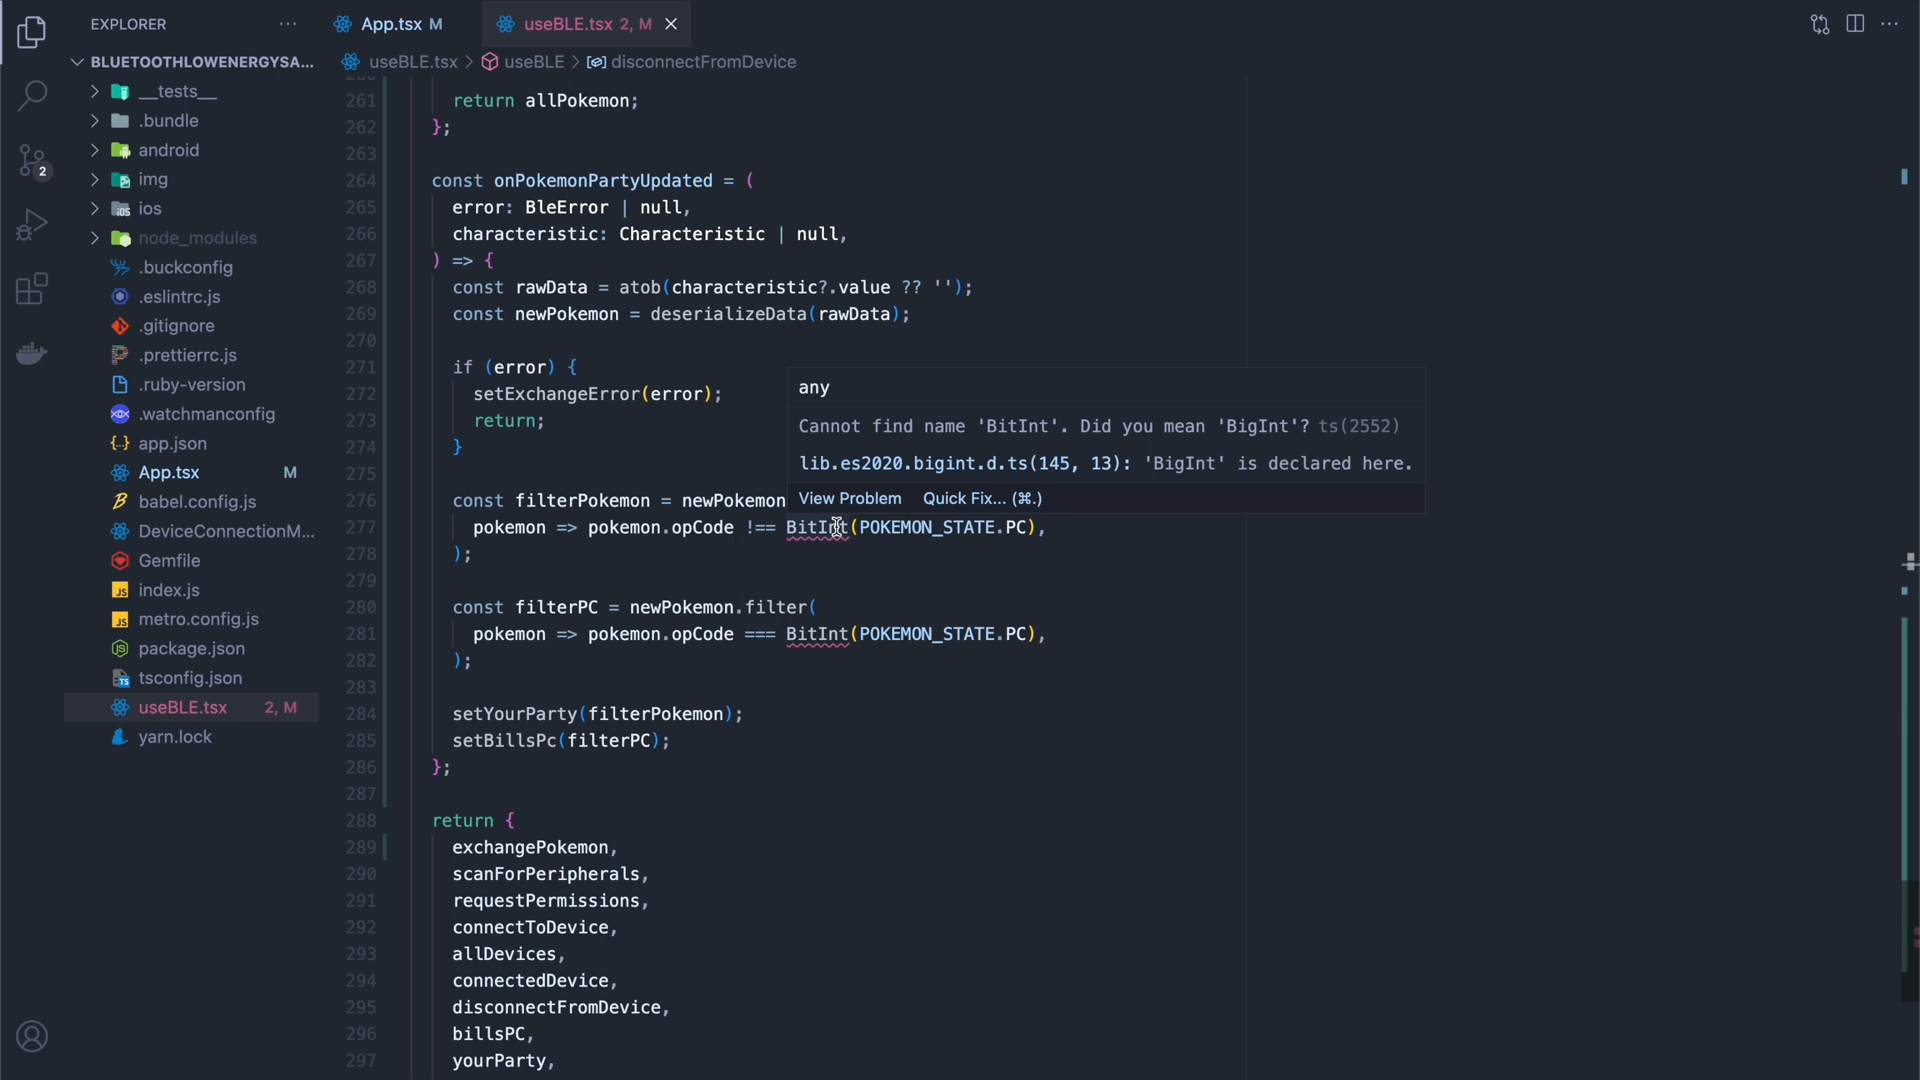 EXPLORER
App.tsx M
useBLE.tsx 2, M
BLUETOOTHLOWENERGYSA...
useBLE.tsx > useBLE > disconnectFromDevice
__tests__
.bundle
android
img
ios
node_modules
.buckconfig
.eslintrc.js
.gitignore
.prettierrc.js
.ruby-version
.watchmanconfig
app.json
App.tsx M
babel.config.js
DeviceConnectionM...
Gemfile
index.js
metro.config.js
package.json
tsconfig.json
useBLE.tsx 2, M
yarn.lock
2
261 return allPokemon;
262 };
263
264 const onPokemonPartyUpdated = (
265 error: BleError | null,
266 characteristic: Characteristic | null,
267 ) => {
268 const rawData = atob(characteristic?.value ?? '');
269 const newPokemon = deserializeData(rawData);
270
271 if (error) {
272 setExchangeError(error);
273 return;
274 }
275
276 const filterPokemon = newPokemon
277 pokemon => pokemon.opCode !== BitInt(POKEMON_STATE.PC),
278 );
279
280 const filterPC = newPokemon.filter(
281 pokemon => pokemon.opCode === BitInt(POKEMON_STATE.PC),
282 );
283
284 setYourParty(filterPokemon);
285 setBillsPc(filterPC);
286 };
287
288 return {
289 exchangePokemon,
290 scanForPeripherals,
291 requestPermissions,
292 connectToDevice,
293 allDevices,
294 connectedDevice,
295 disconnectFromDevice,
296 billsPC,
297 yourParty,
any
Cannot find name 'BitInt'. Did you mean 'BigInt'? ts(2552)
lib.es2020.bigint.d.ts(145, 13): 'BigInt' is declared here.
View Problem Quick Fix... (⌘.)